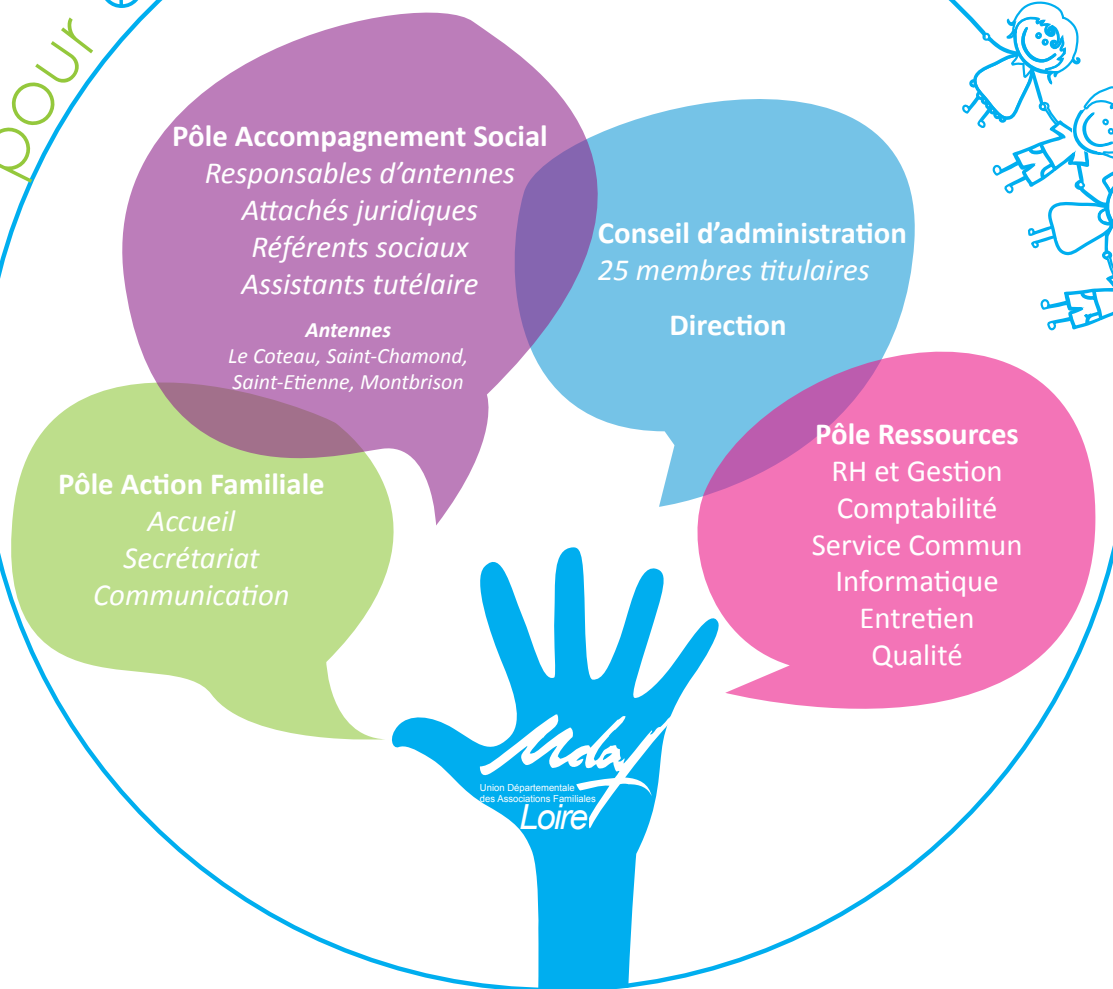 pour
Pôle Accompagnement Social
Responsables d'antennes
Attachés juridiques
Référents sociaux
Assistants tutélaire
Antennes
Le Coteau, Saint-Chamond,
Saint-Etienne, Montbrison
Conseil d'administration
25 membres titulaires
Direction
Pôle Action Familiale
Accueil
Secrétariat
Communication
Pôle Ressources
RH et Gestion
Comptabilité
Service Commun
Informatique
Entretien
Qualité
Udaf
Union Départementale
des Associations Familiales
Loire